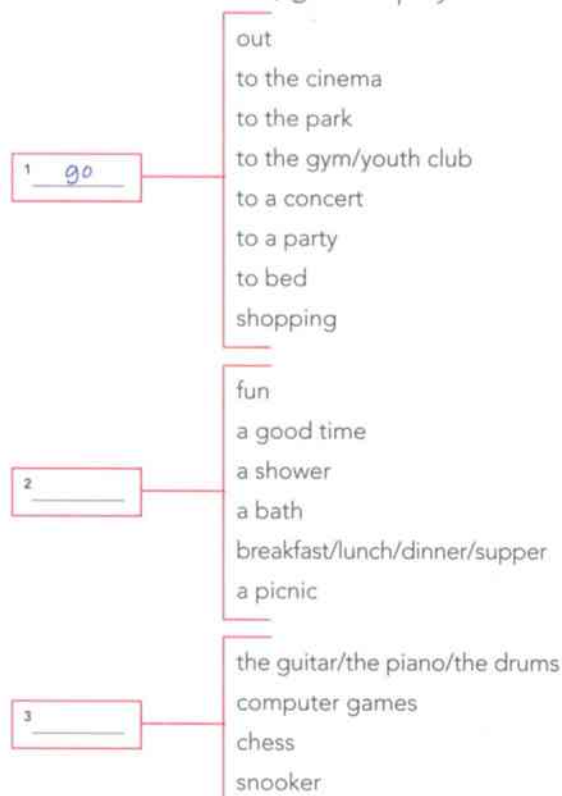 out
to the cinema
to the park
1 go
to the gym/youth club
to a concert
to a party
to bed
shopping
fun
a good time
a shower
2
a bath
breakfast/lunch/dinner/supper
a picnic
the guitar/the piano/the drums
computer games
3
chess
snooker